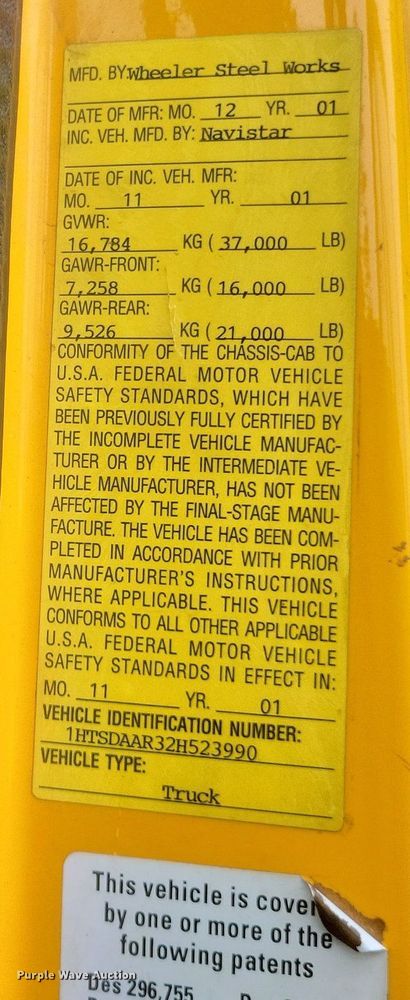 MFD. BY: Wheeler Steel Works
DATE OF MFR: MO. 12 YR. 01
INC. VEH. MFD. BY: Navistar
DATE OF INC. VEH. MFR:
MO. 11 YR. 01
GVWR:
16,784 KG ( 37,000 LB)
GAWR-FRONT:
7,258 KG ( 16,000 LB)
GAWR-REAR:
9,526 KG ( 21,000 LB)
CONFORMITY OF THE CHASSIS-CAB TO
U.S.A. FEDERAL MOTOR VEHICLE
SAFETY STANDARDS, WHICH HAVE
BEEN PREVIOUSLY FULLY CERTIFIED BY
THE INCOMPLETE VEHICLE MANUFAC-
TURER OR BY THE INTERMEDIATE VE-
HICLE MANUFACTURER, HAS NOT BEEN
AFFECTED BY THE FINAL-STAGE MANU-
FACTURE. THE VEHICLE HAS BEEN COM-
PLETED IN ACCORDANCE WITH PRIOR
MANUFACTURER'S INSTRUCTIONS,
WHERE APPLICABLE. THIS VEHICLE
CONFORMS TO ALL OTHER APPLICABLE
U.S.A. FEDERAL MOTOR VEHICLE
SAFETY STANDARDS IN EFFECT IN:
MO. 11 YR. 01
VEHICLE IDENTIFICATION NUMBER:
1HTSDAAR32H523990
VEHICLE TYPE:
Truck
This vehicle is cover
by one or more of the
following patents
Des 296,755
Purple Wave Auction